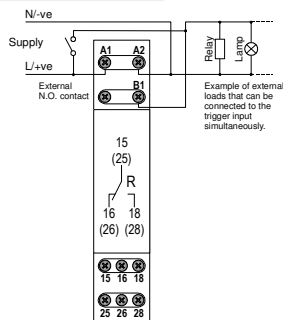 N/-ve
Supply
A1 A2
Relay
Lamp
L/+ve
External
N.O. contact
B1
Example of external
loads that can be
connected to the
trigger input
simultaneously.
15
(25)
R
16 18
(26) (28)
15 16 18
25 26 28